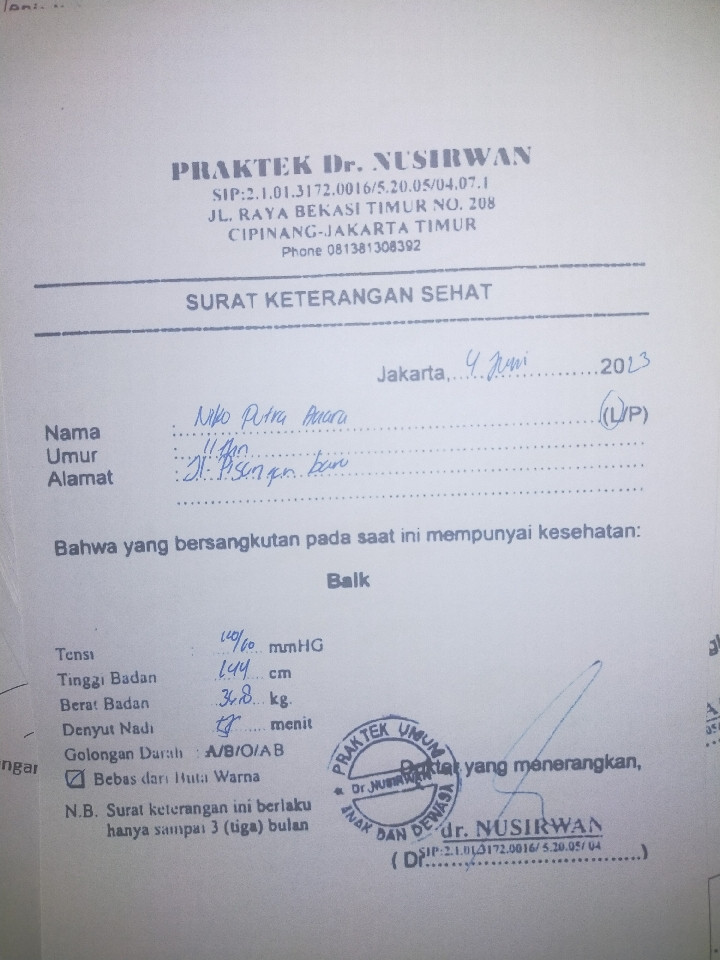 PRAKTEK Dr. NUSIRWAN
SIP:2.1.01.3172.0016/5.20.05/04.07.1
JL. RAYA BEKASI TIMUR NO. 208
CIPINANG-JAKARTA TIMUR
Phone 081381308392
SURAT KETERANGAN SEHAT
Jakarta, 4 Juni 2023
Nama : Niko Putra (L/P)
Umur : 11
Alamat : Jl. Pisangan baru
Bahwa yang bersangkutan pada saat ini mempunyai kesehatan:
Baik
Tensi : mmHG
Tinggi Badan 144 cm
Berat Badan kg.
Denyut Nadi menit
Golongan Darah : A/B/O/AB
Bebas dari Buta Warna
N.B. Surat keterangan ini berlaku
hanya sampai 3 (tiga) bulan
PRAKTEK UMUM
Dr. NUSIRWAN
ANAK DAN DEWASA
Dokter yang menerangkan,
dr. NUSIRWAN
SIP:2.1.01.3172.0016/ 5.20.05/ 04
( Dr. )